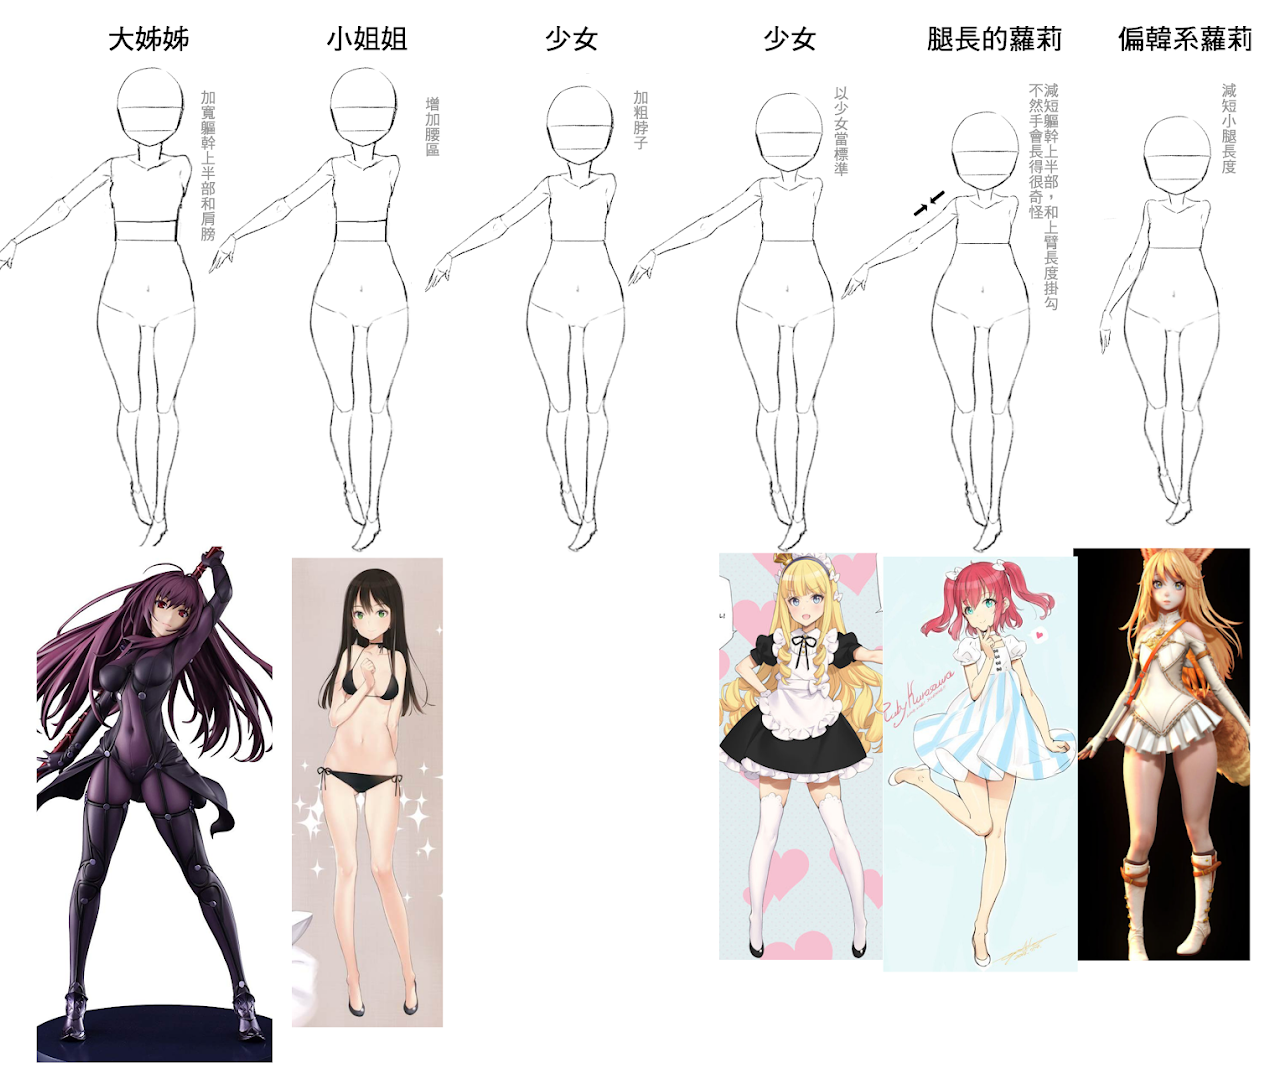 大姊姊
小姐姐
少女
少女
腿長的蘿莉
偏韓系蘿莉
加寬軀幹上半部和肩膀
增加腰區
加粗脖子
以少女當標準
減短軀幹上半部，和上臂長度掛勾
不然手會長得很奇怪
減短小腿長度
Ruby Kurosawa